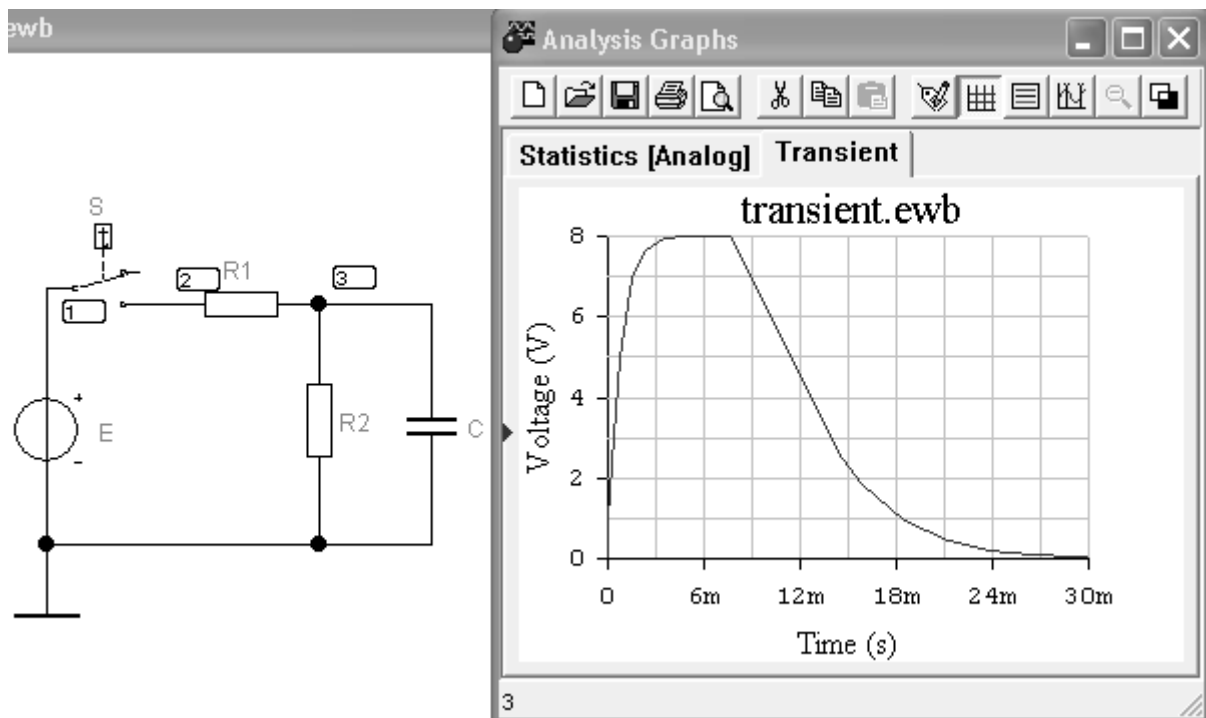 ewb
Analysis Graphs
Statistics [Analog] Transient
transient.ewb
S
2 R1 3
1
+
E
-
R2
C
Voltage (V)
8
6
4
2
0
0 6m 12m 18m 24m 30m
Time (s)
3